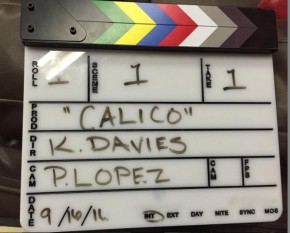 ROLL 1 SCENE 1 TAKE 1
PROD "CALICO"
DIR K. DAVIES
CAM P. LOPEZ CAM FPS
DATE 9/16/16 INT EXT DAY NITE SYNC MOS